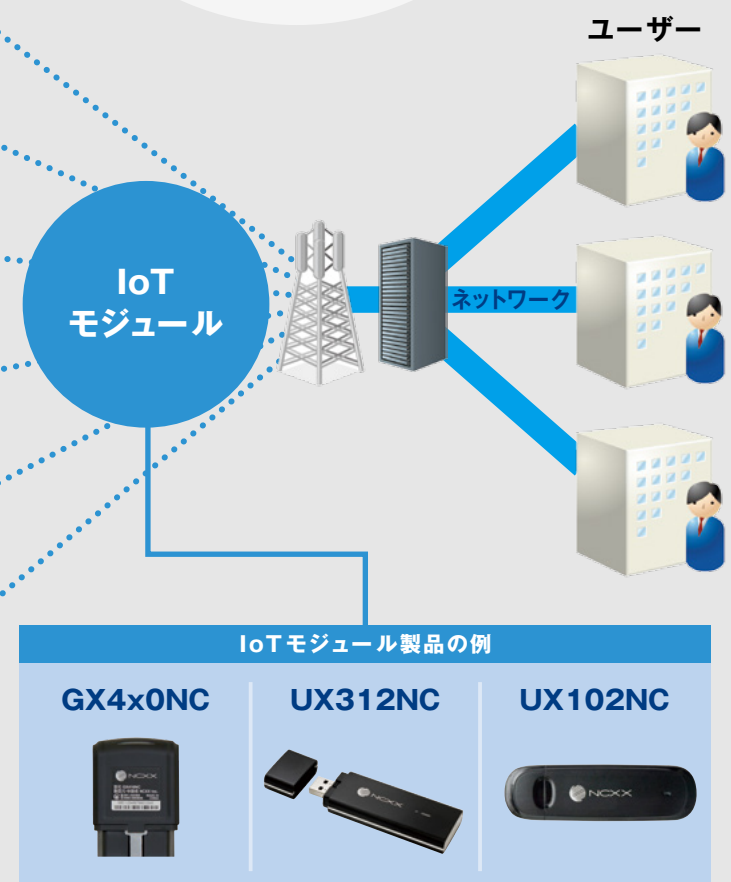 ユーザー
IoT
モジュール
ネットワーク
IoTモジュール製品の例
GX4x0NC
UX312NC
UX102NC
NCXX
NCXX
NCXX